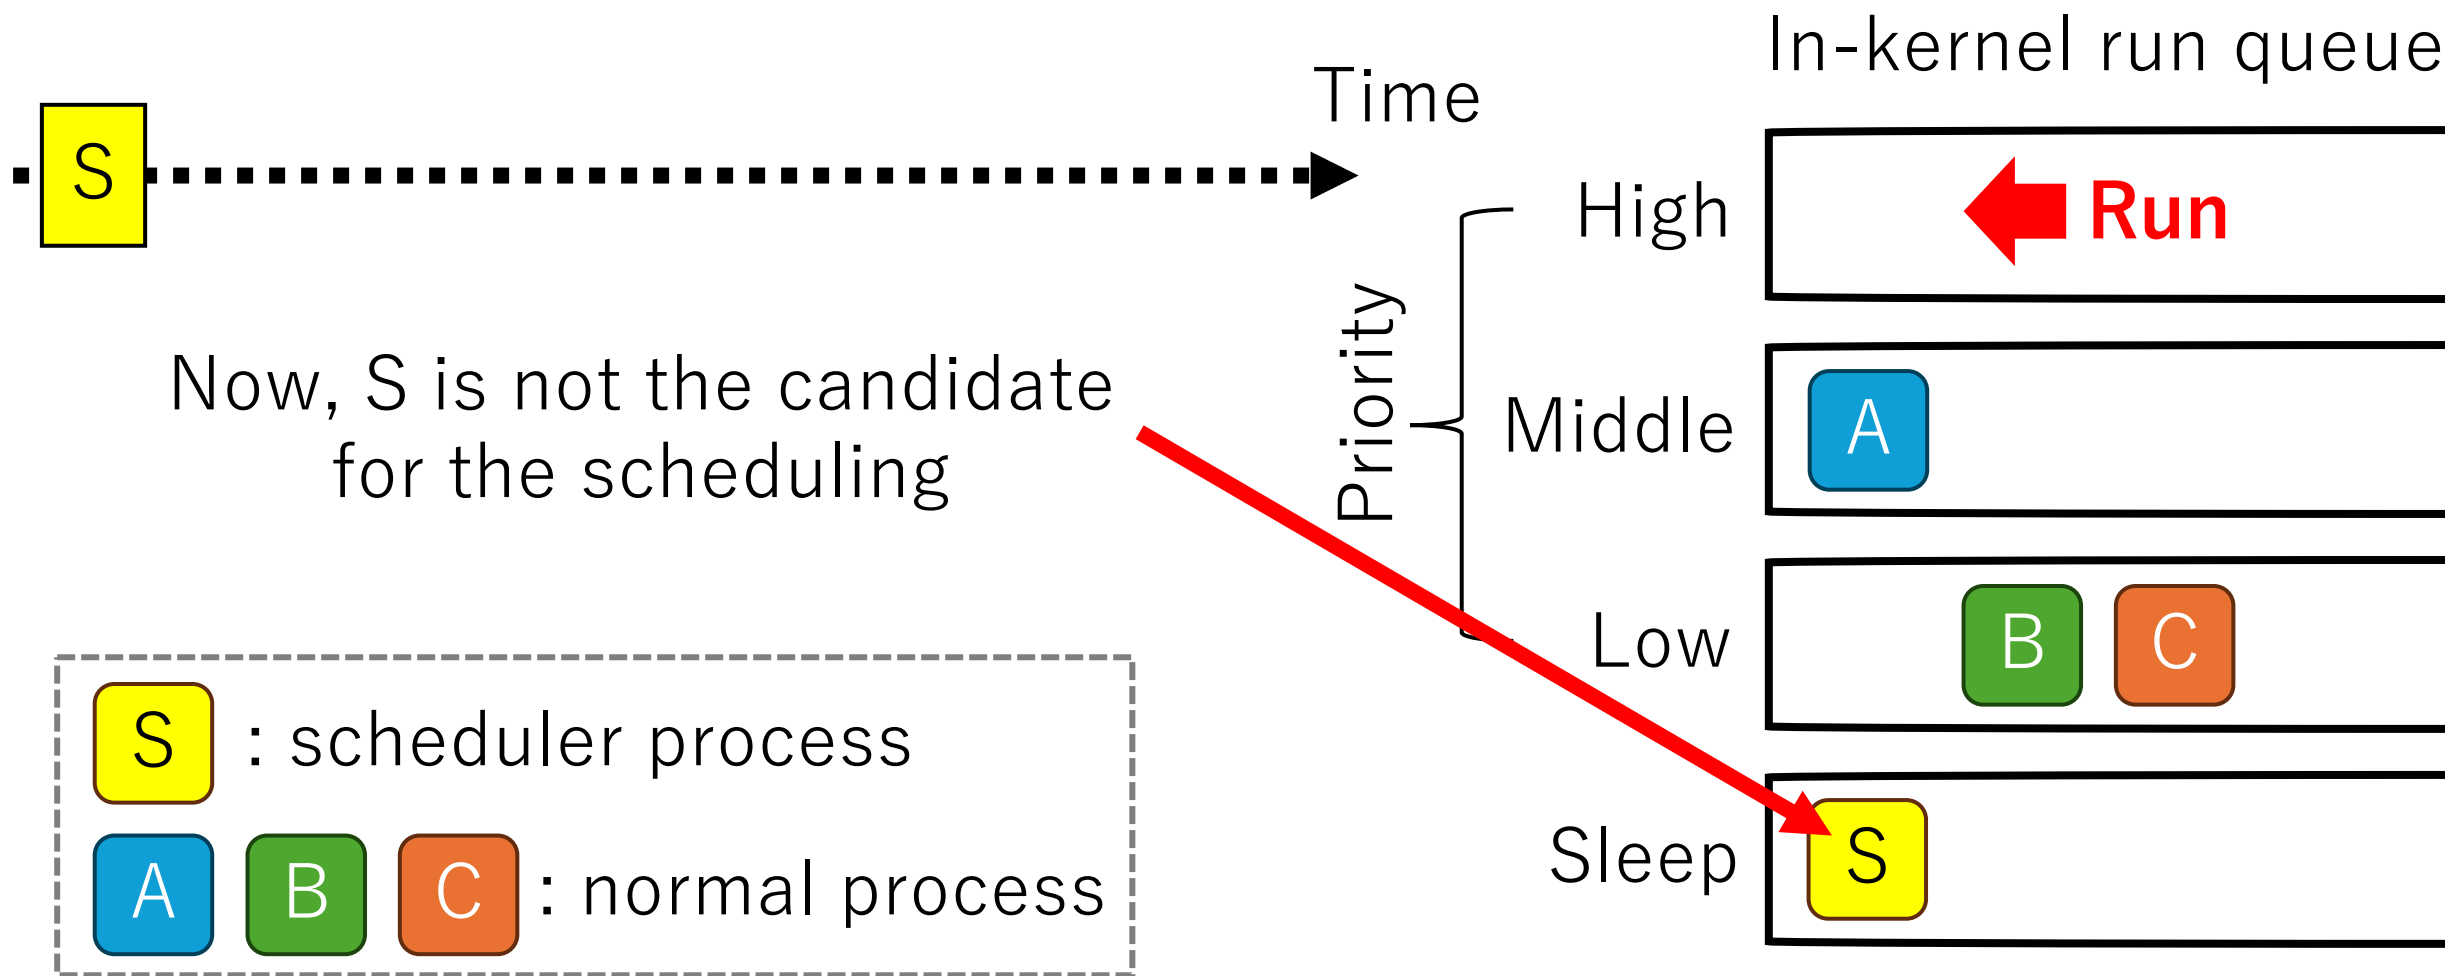 In-kernel run queue
Time
S
High
Run
Priority
Middle
A
Now, S is not the candidate
for the scheduling
Low
B C
S : scheduler process
A B C : normal process
Sleep
S